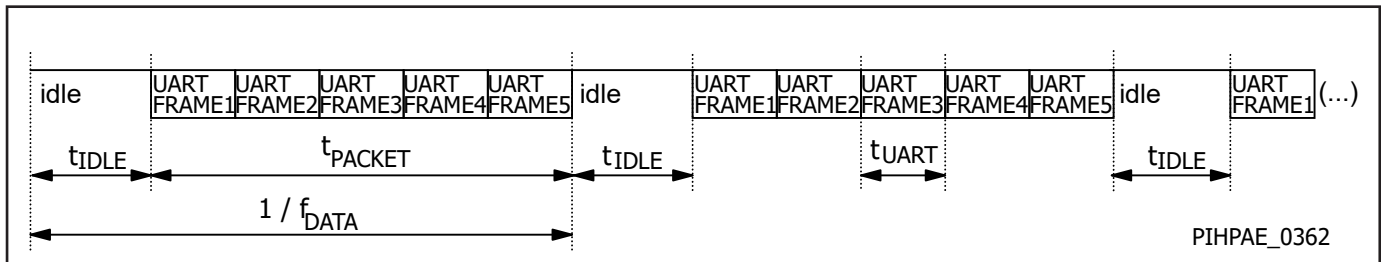 idle UART FRAME1 UART FRAME2 UART FRAME3 UART FRAME4 UART FRAME5 idle UART FRAME1 UART FRAME2 UART FRAME3 UART FRAME4 UART FRAME5 idle UART FRAME1 (...)
tIDLE tPACKET tIDLE tUART tIDLE
1 / fDATA
PIHPAE_0362